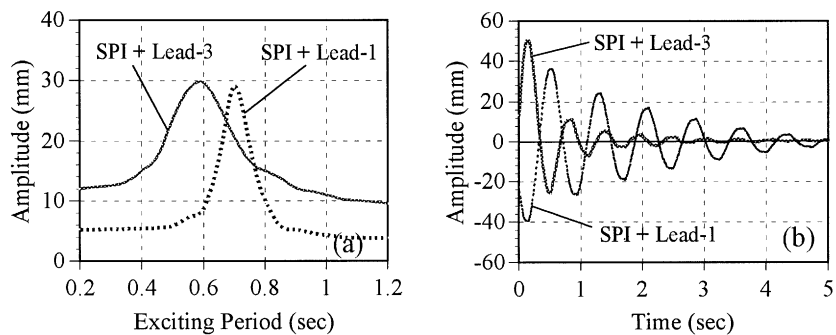 40
30
20
10
0
Amplitude (mm)
SPI + Lead-3
SPI + Lead-1
(a)
0.2 0.4 0.6 0.8 1.0 1.2
Exciting Period (sec)
60
40
20
0
-20
-40
-60
Amplitude (mm)
SPI + Lead-3
SPI + Lead-1
(b)
0 1 2 3 4 5
Time (sec)